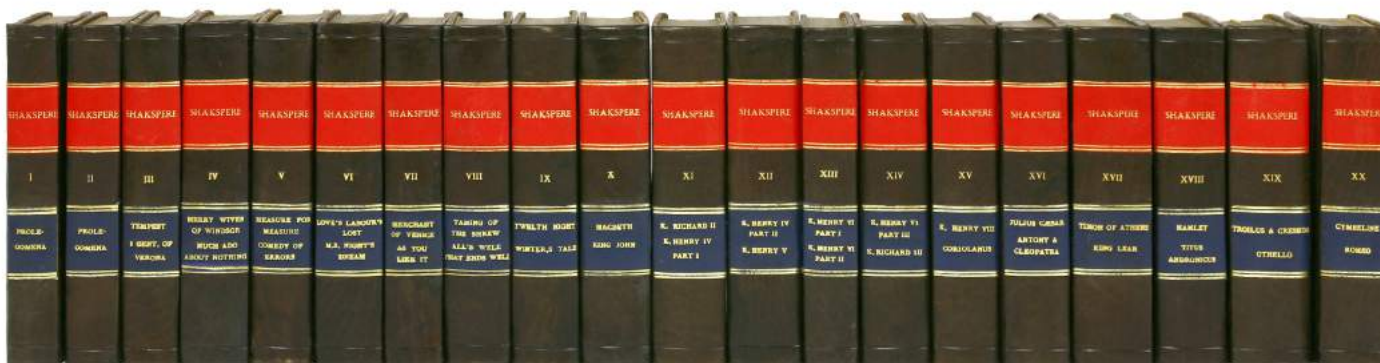 SHAKSPERE
I
PROLE-
GOMENA
SHAKSPERE
II
PROLE-
GOMENA
SHAKSPERE
III
TEMPEST
2 GENT. OF
VERONA
SHAKSPERE
IV
MERRY WIVES
OF WINDSOR
MUCH ADO
ABOUT NOTHING
SHAKSPERE
V
MEASURE FOR
MEASURE
COMEDY OF
ERRORS
SHAKSPERE
VI
LOVE'S LABOUR'S
LOST
M.S. NIGHT'S
DREAM
SHAKSPERE
VII
MERCHANT
OF VENICE
AS YOU
LIKE IT
SHAKSPERE
VIII
TAMING OF
THE SHREW
ALL'S WELL
THAT ENDS WELL
SHAKSPERE
IX
TWELFTH NIGHT
WINTER,S TALE
SHAKSPERE
X
MACBETH
KING JOHN
SHAKSPERE
XI
K. RICHARD II
K. HENRY IV
PART I
SHAKSPERE
XII
K. HENRY IV
PART II
K. HENRY V
SHAKSPERE
XIII
K. HENRY VI
PART I
K. HENRY VI
PART II
SHAKSPERE
XIV
K. HENRY VI
PART III
K. RICHARD III
SHAKSPERE
XV
K. HENRY VIII
CORIOLANUS
SHAKSPERE
XVI
JULIUS CÆSAR
ANTONY &
CLEOPATRA
SHAKSPERE
XVII
TIMON OF ATHENS
KING LEAR
SHAKSPERE
XVIII
HAMLET
TITUS
ANDRONICUS
SHAKSPERE
XIX
TROILUS & CRESSIDA
OTHELLO
SHAKSPERE
XX
CYMBELINE
ROMEO